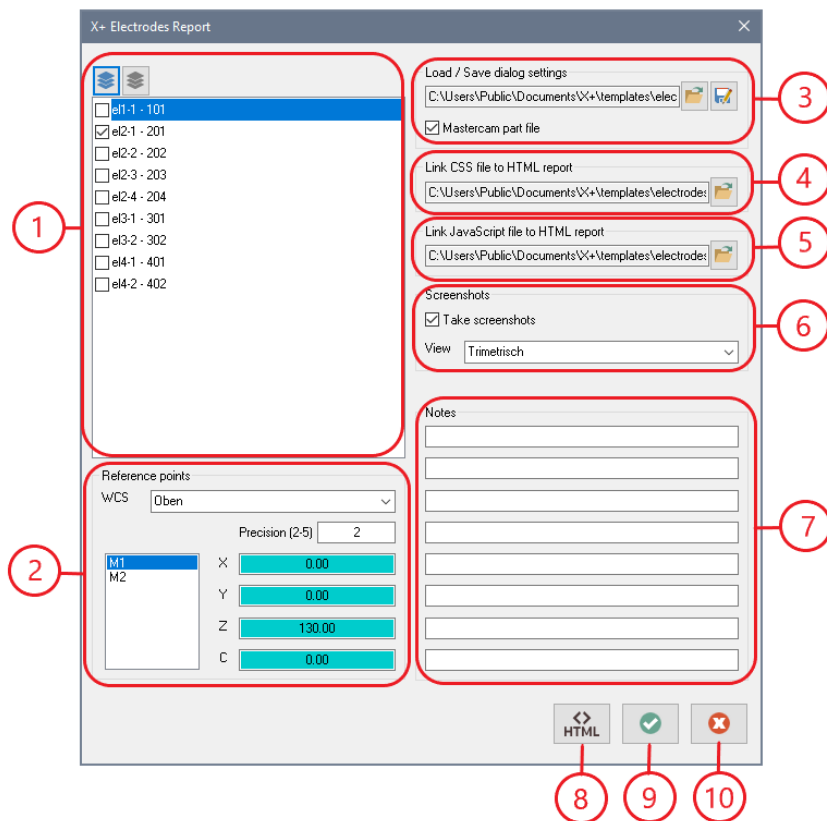 X+ Electrodes Report
el1-1 - 101
el2-1 - 201
el2-2 - 202
el2-3 - 203
el2-4 - 204
el3-1 - 301
el3-2 - 302
el4-1 - 401
el4-2 - 402
1
Reference points
WCS
Oben
Precision (2-5)
2
M1
M2
X
0.00
Y
0.00
Z
130.00
C
0.00
2
Load / Save dialog settings
C:\Users\Public\Documents\X+\templates\elec
Mastercam part file
3
Link CSS file to HTML report
C:\Users\Public\Documents\X+\templates\electrodes
4
Link JavaScript file to HTML report
C:\Users\Public\Documents\X+\templates\electrodes
5
Screenshots
Take screenshots
View
Trimetrisch
6
Notes
7
<> HTML
8
9
10